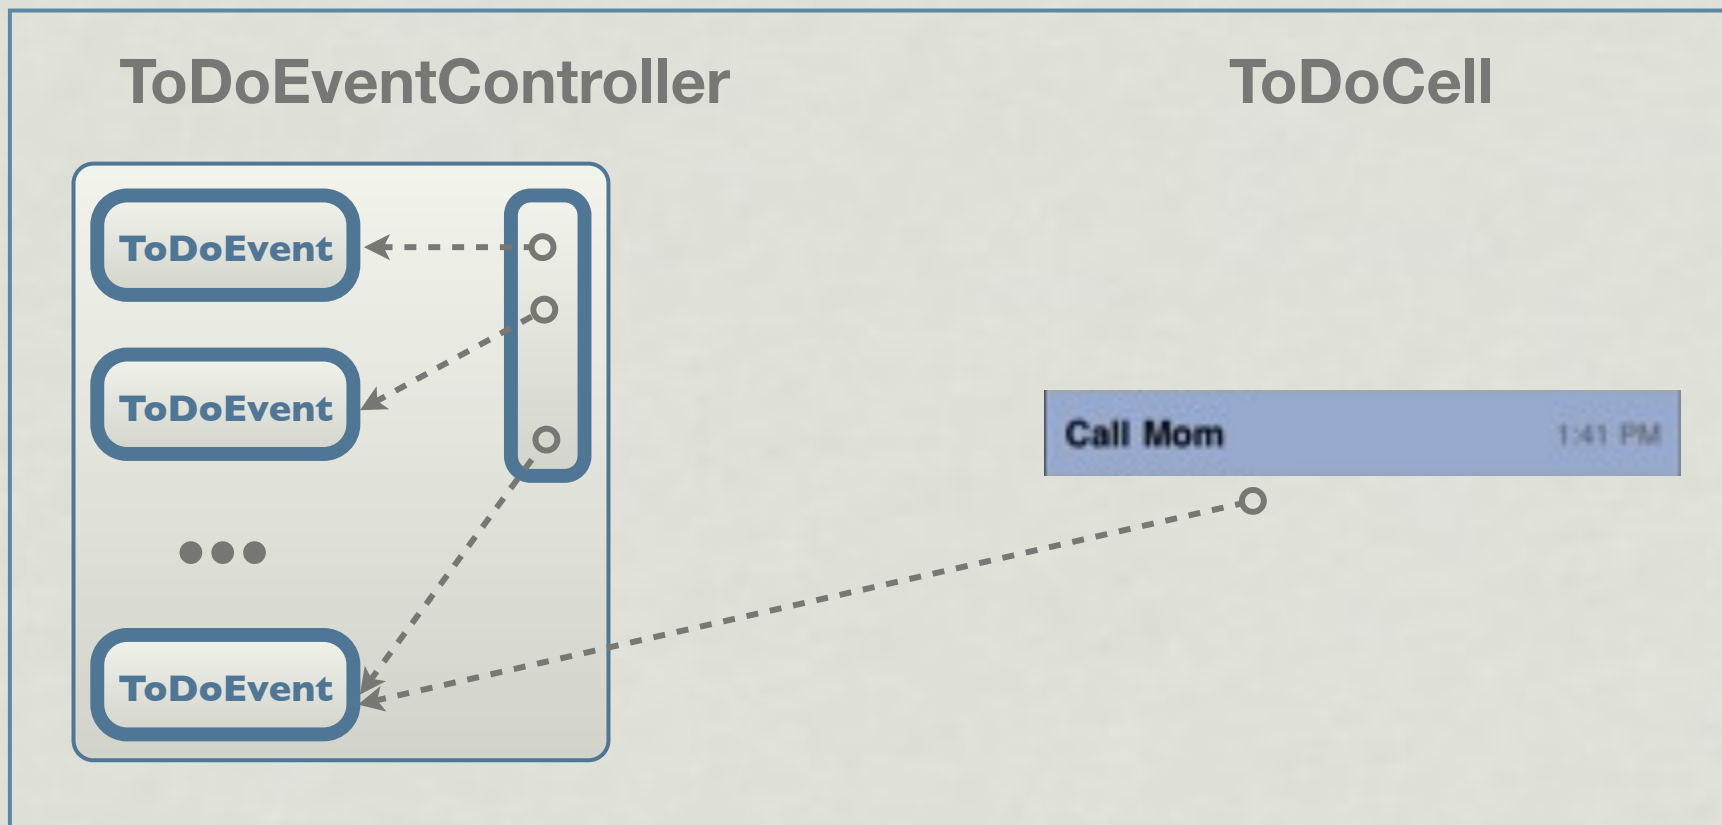 ToDoEventController
ToDoCell
ToDoEvent
ToDoEvent
ToDoEvent
Call Mom
1:41 PM